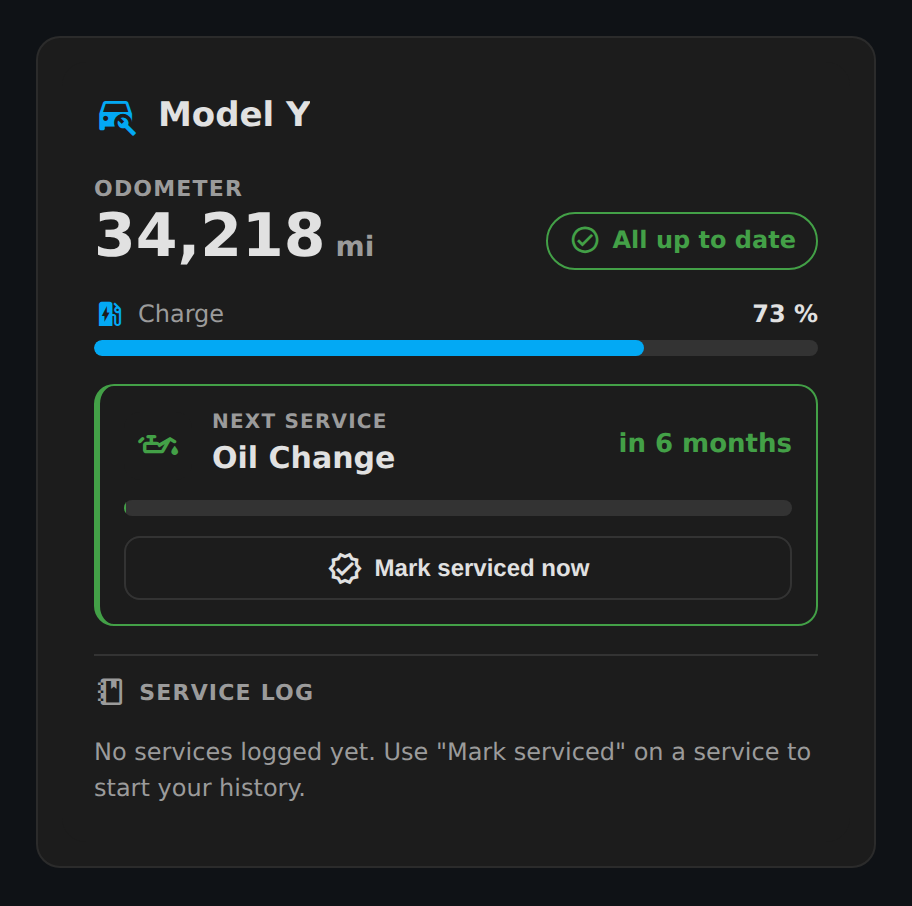 Model Y
ODOMETER
34,218 mi
All up to date
Charge
73 %
NEXT SERVICE
Oil Change
in 6 months
Mark serviced now
SERVICE LOG
No services logged yet. Use "Mark serviced" on a service to
start your history.